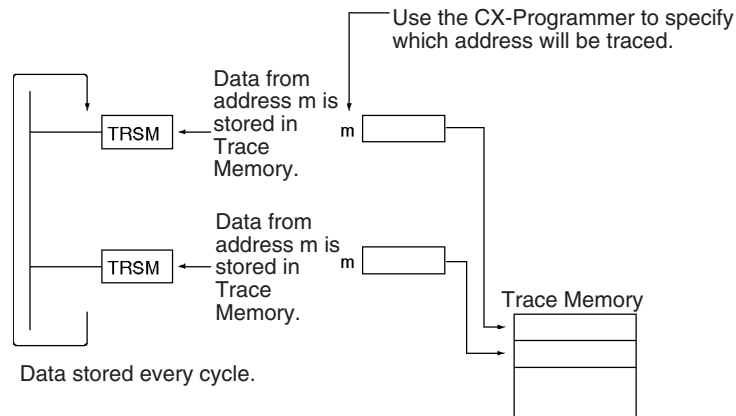 Use the CX-Programmer to specify
which address will be traced.
Data from
address m is
stored in
Trace
Memory.
TRSM
m
Data from
address m is
stored in
Trace
Memory.
TRSM
m
Trace Memory
Data stored every cycle.